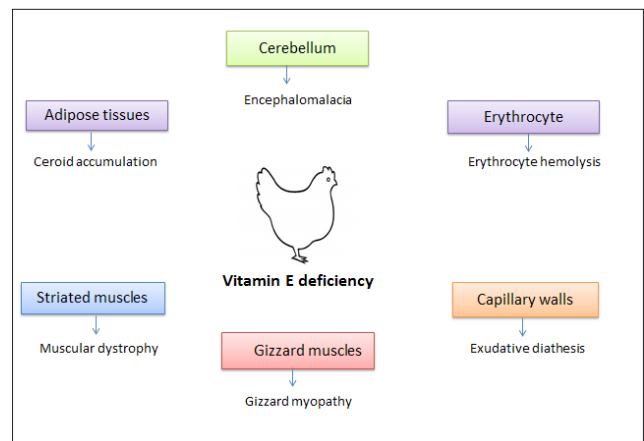 Cerebellum
Encephalomalacia
Adipose tissues
Ceroid accumulation
Erythrocyte
Erythrocyte hemolysis
Vitamin E deficiency
Striated muscles
Muscular dystrophy
Capillary walls
Exudative diathesis
Gizzard muscles
Gizzard myopathy